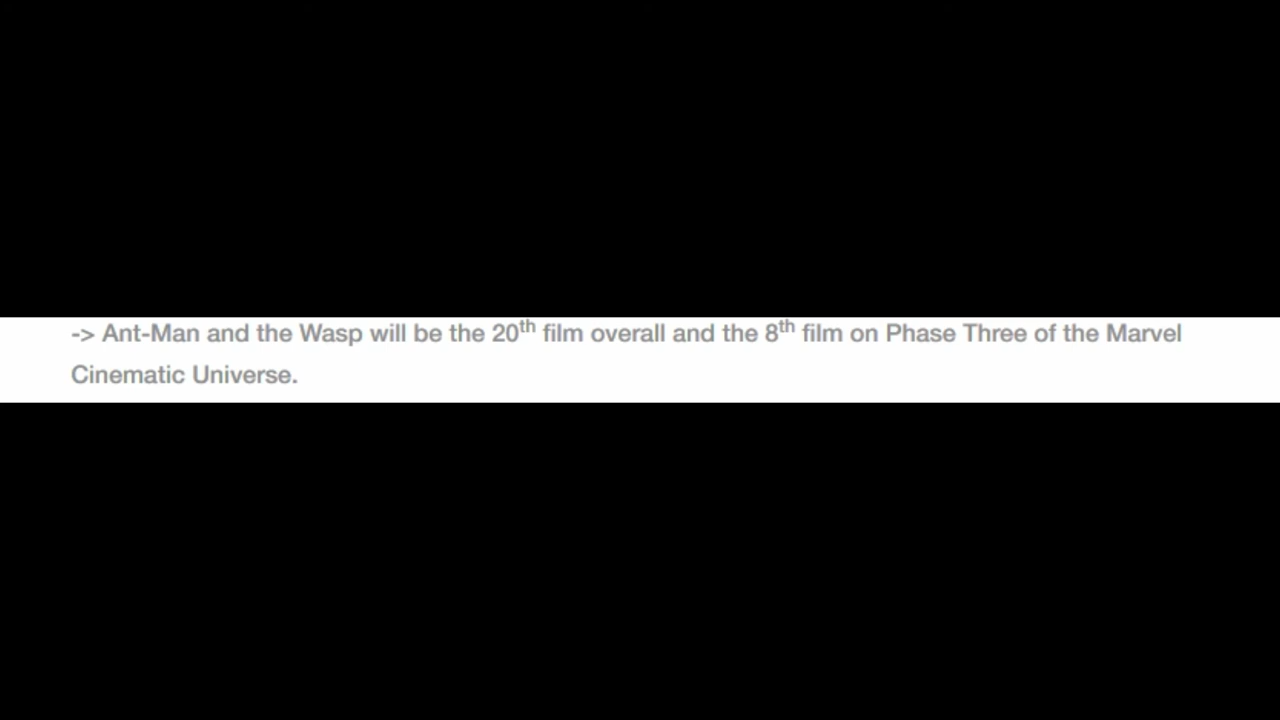 -> Ant-Man and the Wasp will be the 20th film overall and the 8th film on Phase Three of the Marvel
Cinematic Universe.